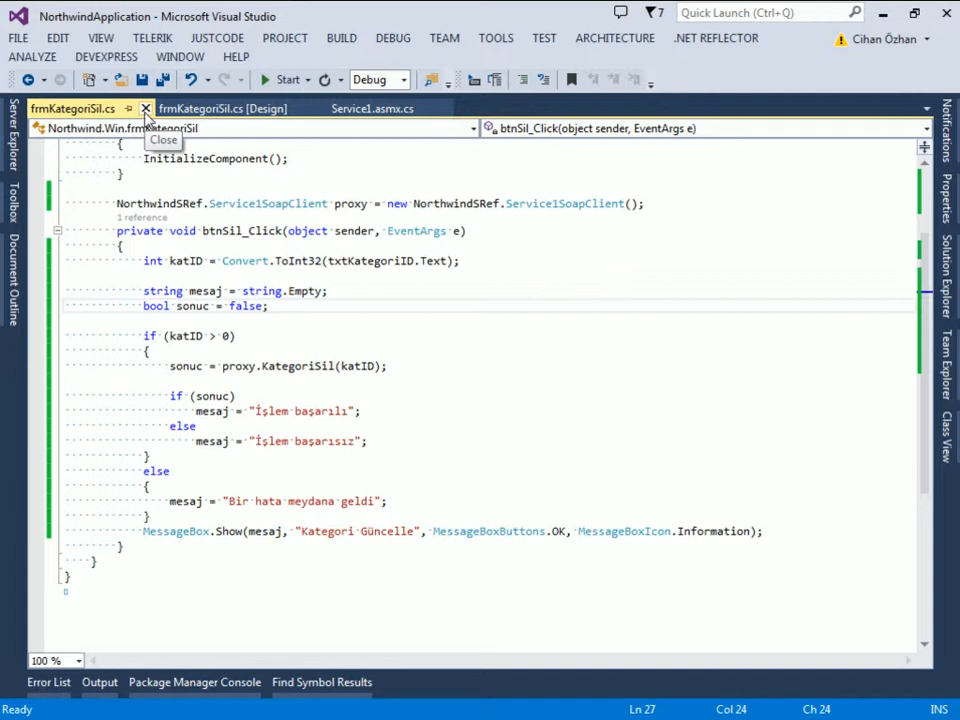 NorthwindApplication - Microsoft Visual Studio
7
Quick Launch (Ctrl+Q)
FILE EDIT VIEW TELERIK JUSTCODE PROJECT BUILD DEBUG TEAM TOOLS TEST ARCHITECTURE .NET REFLECTOR
Cihan Özhan
ANALYZE DEVEXPRESS WINDOW HELP
Start Debug
frmKategoriSil.cs frmKategoriSil.cs [Design] Service1.asmx.cs
Northwind.Win.frmKategoriSil btnSil_Click(object sender, EventArgs e)
Close
{
InitializeComponent();
}
NorthwindSRef.Service1SoapClient proxy = new NorthwindSRef.Service1SoapClient();
1 reference
private void btnSil_Click(object sender, EventArgs e)
{
int katID = Convert.ToInt32(txtKategoriID.Text);
string mesaj = string.Empty;
bool sonuc = false;
if (katID > 0)
{
sonuc = proxy.KategoriSil(katID);
if (sonuc)
mesaj = "İşlem başarılı";
else
mesaj = "İşlem başarısız";
}
else
{
mesaj = "Bir hata meydana geldi";
}
MessageBox.Show(mesaj, "Kategori Güncelle", MessageBoxButtons.OK, MessageBoxIcon.Information);
}
}
}
100 %
Server Explorer
Toolbox
Document Outline
Notifications
Properties
Solution Explorer
Team Explorer
Class View
Error List Output Package Manager Console Find Symbol Results
Ready Ln 27 Col 24 Ch 24 INS